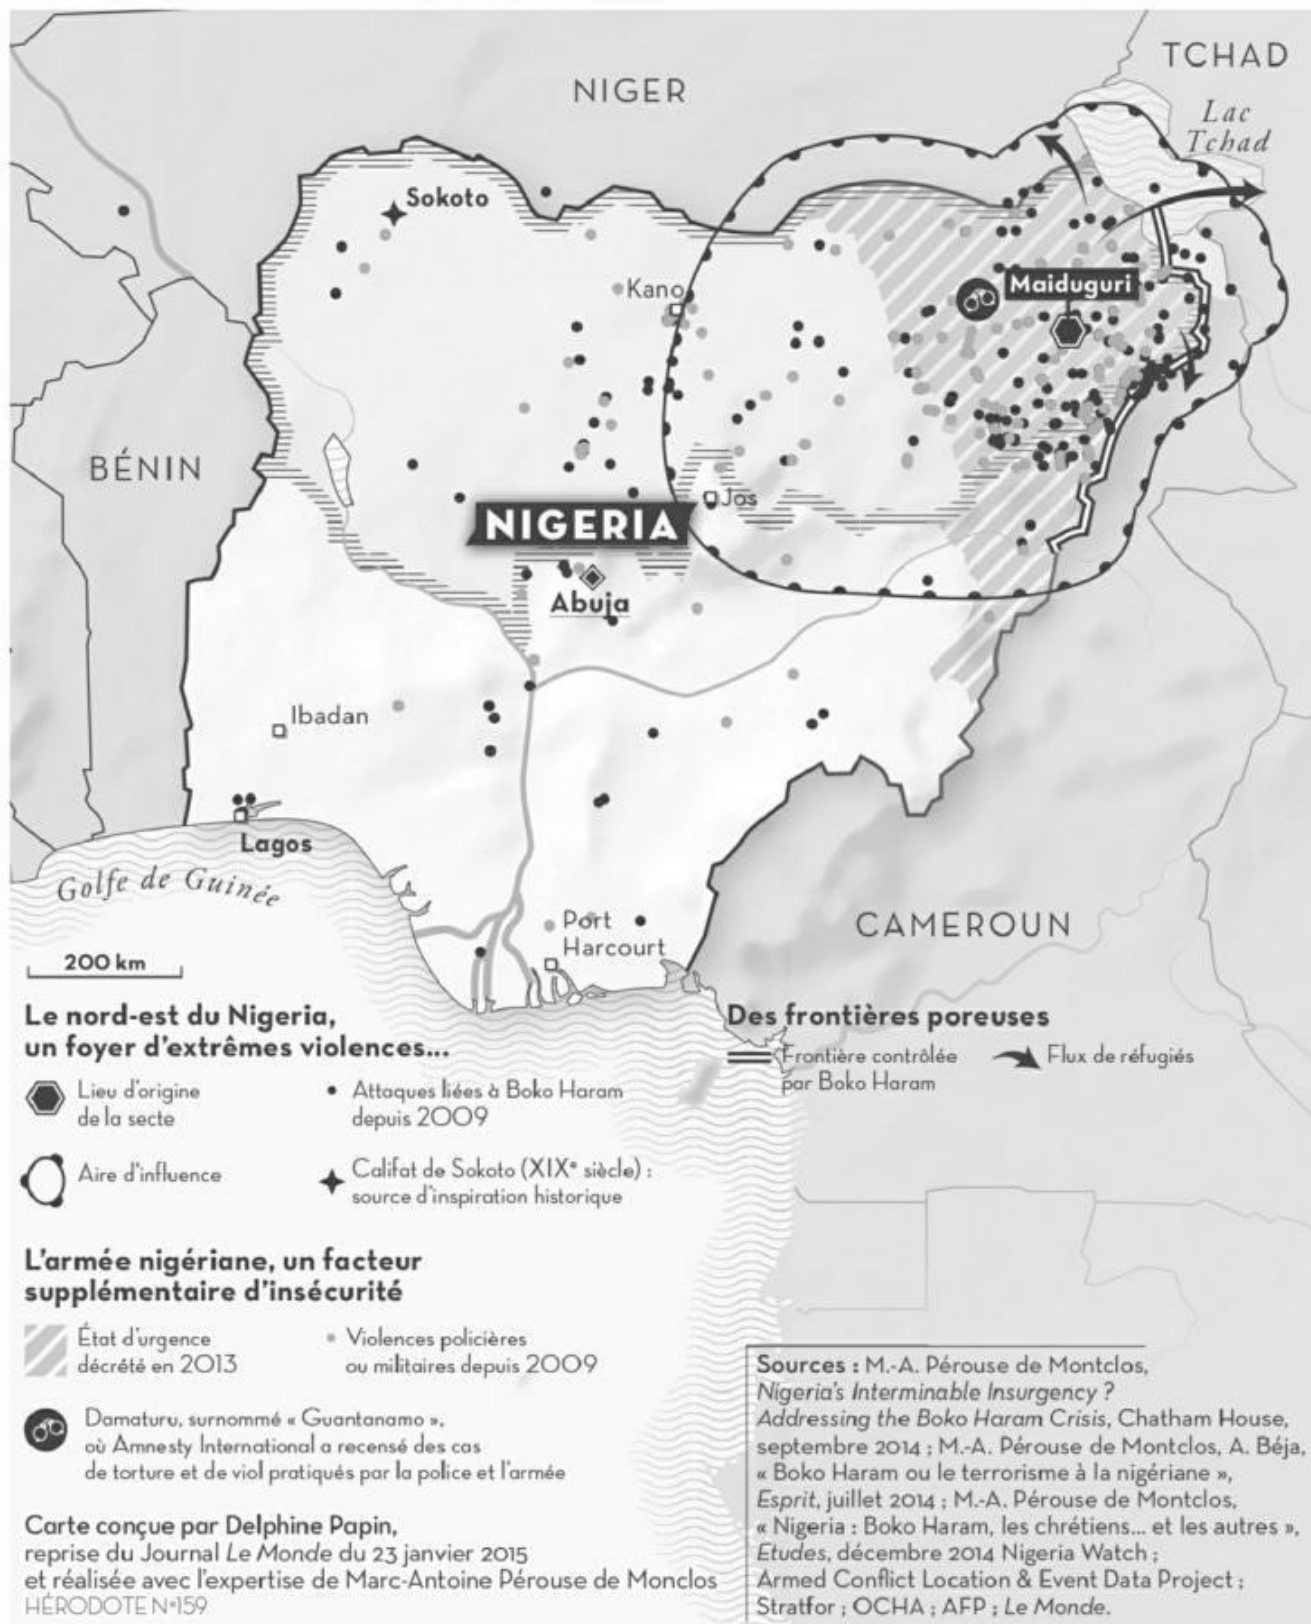 TCHAD
NIGER
Lac
Tchad
Sokoto
Kano
Maiduguri
BÉNIN
Jos
NIGERIA
Abuja
Ibadan
Lagos
Golfe de Guinée
Port
Harcourt
CAMEROUN
200 km
Le nord-est du Nigeria,
un foyer d'extrêmes violences...
Lieu d'origine
de la secte
Attaques liées à Boko Haram
depuis 2009
Aire d'influence
Califat de Sokoto (XIXe siècle) :
source d'inspiration historique
Des frontières poreuses
Frontière contrôlée
par Boko Haram
Flux de réfugiés
L'armée nigériane, un facteur
supplémentaire d'insécurité
État d'urgence
décrété en 2013
Violences policières
ou militaires depuis 2009
Damaturu, surnommé « Guantanamo »,
où Amnesty International a recensé des cas
de torture et de viol pratiqués par la police et l'armée
Carte conçue par Delphine Papin,
reprise du Journal Le Monde du 23 janvier 2015
et réalisée avec l'expertise de Marc-Antoine Pérouse de Monclos
HÉRODOTE N°159
Sources : M.-A. Pérouse de Montclos,
Nigeria's Interminable Insurgency ?
Addressing the Boko Haram Crisis, Chatham House,
septembre 2014 ; M.-A. Pérouse de Montclos, A. Béja,
« Boko Haram ou le terrorisme à la nigériane »,
Esprit, juillet 2014 ; M.-A. Pérouse de Montclos,
« Nigeria : Boko Haram, les chrétiens... et les autres »,
Etudes, décembre 2014 Nigeria Watch ;
Armed Conflict Location & Event Data Project ;
Stratfor ; OCHA ; AFP ; Le Monde.